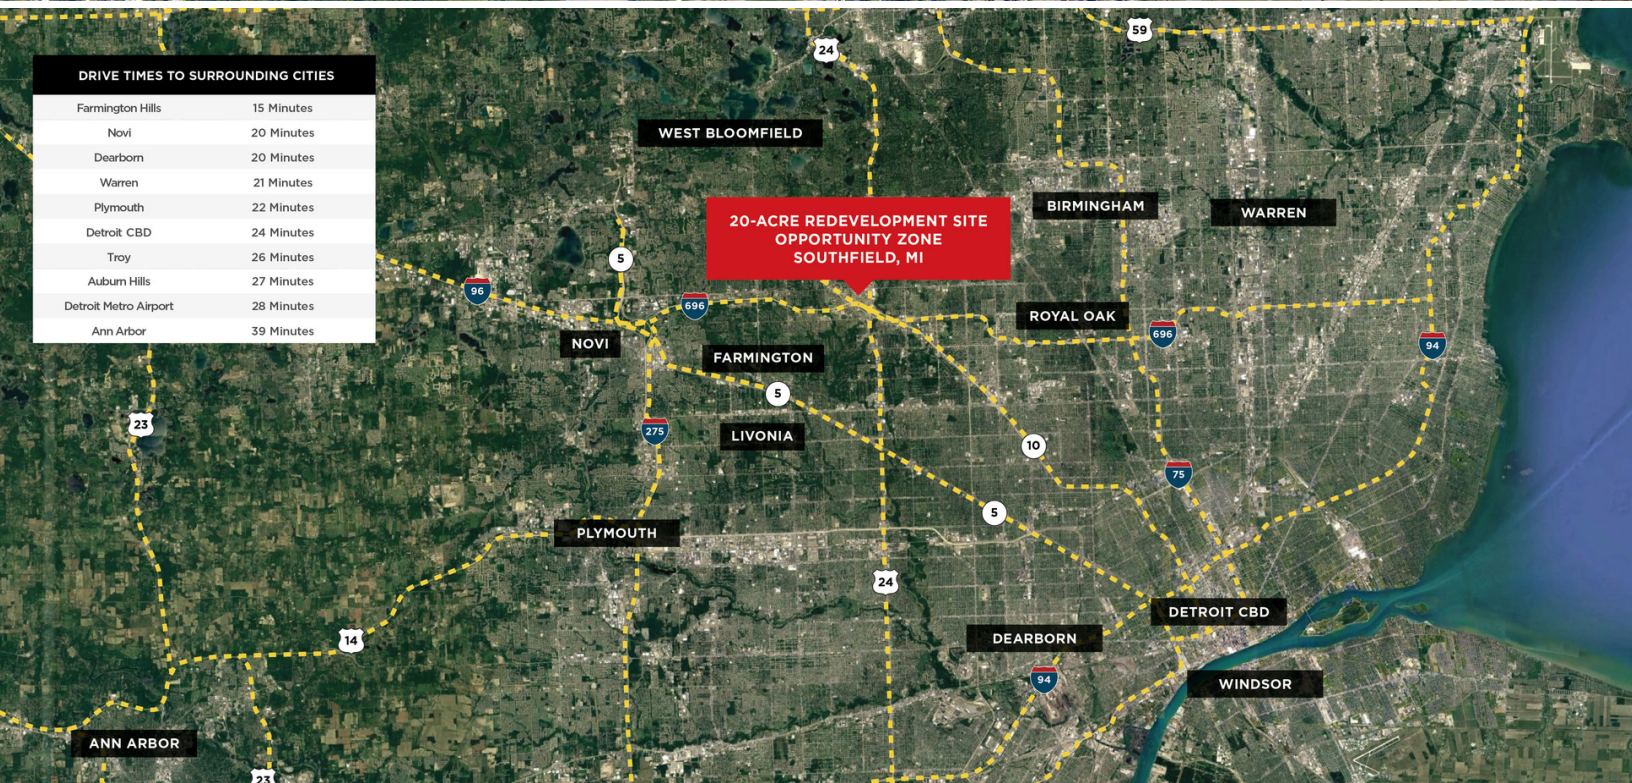 DRIVE TIMES TO SURROUNDING CITIES
Farmington Hills 15 Minutes
Novi 20 Minutes
Dearborn 20 Minutes
Warren 21 Minutes
Plymouth 22 Minutes
Detroit CBD 24 Minutes
Troy 26 Minutes
Auburn Hills 27 Minutes
Detroit Metro Airport 28 Minutes
Ann Arbor 39 Minutes
59
24
WEST BLOOMFIELD
BIRMINGHAM
WARREN
20-ACRE REDEVELOPMENT SITE
OPPORTUNITY ZONE
SOUTHFIELD, MI
5
96
696
ROYAL OAK
696
94
NOVI
FARMINGTON
5
23
275
LIVONIA
10
75
5
PLYMOUTH
24
DETROIT CBD
14
DEARBORN
94
WINDSOR
ANN ARBOR
23